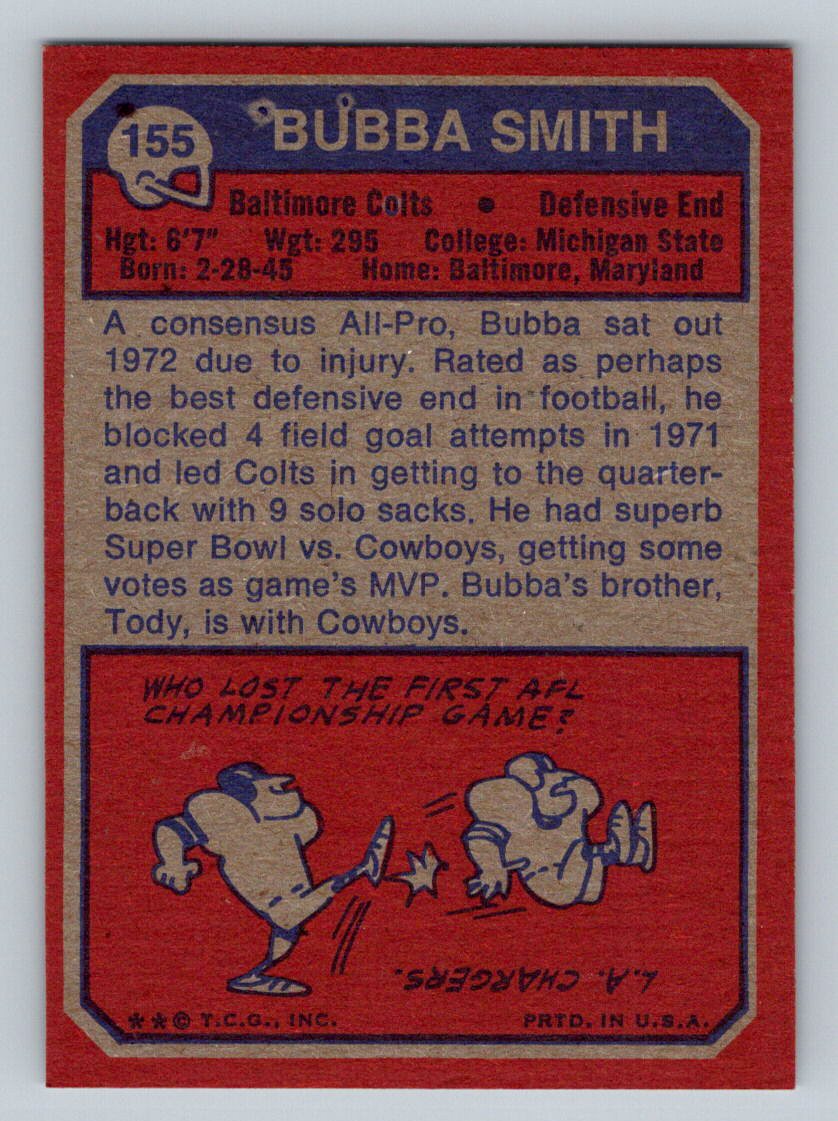 155
BUBBA SMITH
Baltimore Colts • Defensive End
Hgt: 6'7" Wgt: 295 College: Michigan State
Born: 2-28-45 Home: Baltimore, Maryland
A consensus All-Pro, Bubba sat out
1972 due to injury. Rated as perhaps
the best defensive end in football, he
blocked 4 field goal attempts in 1971
and led Colts in getting to the quarter-
back with 9 solo sacks. He had superb
Super Bowl vs. Cowboys, getting some
votes as game's MVP. Bubba's brother,
Tody, is with Cowboys.
WHO LOST THE FIRST AFL
CHAMPIONSHIP GAME?
L.A. CHARGERS.
**© T.C.G., INC. PRTD. IN U.S.A.